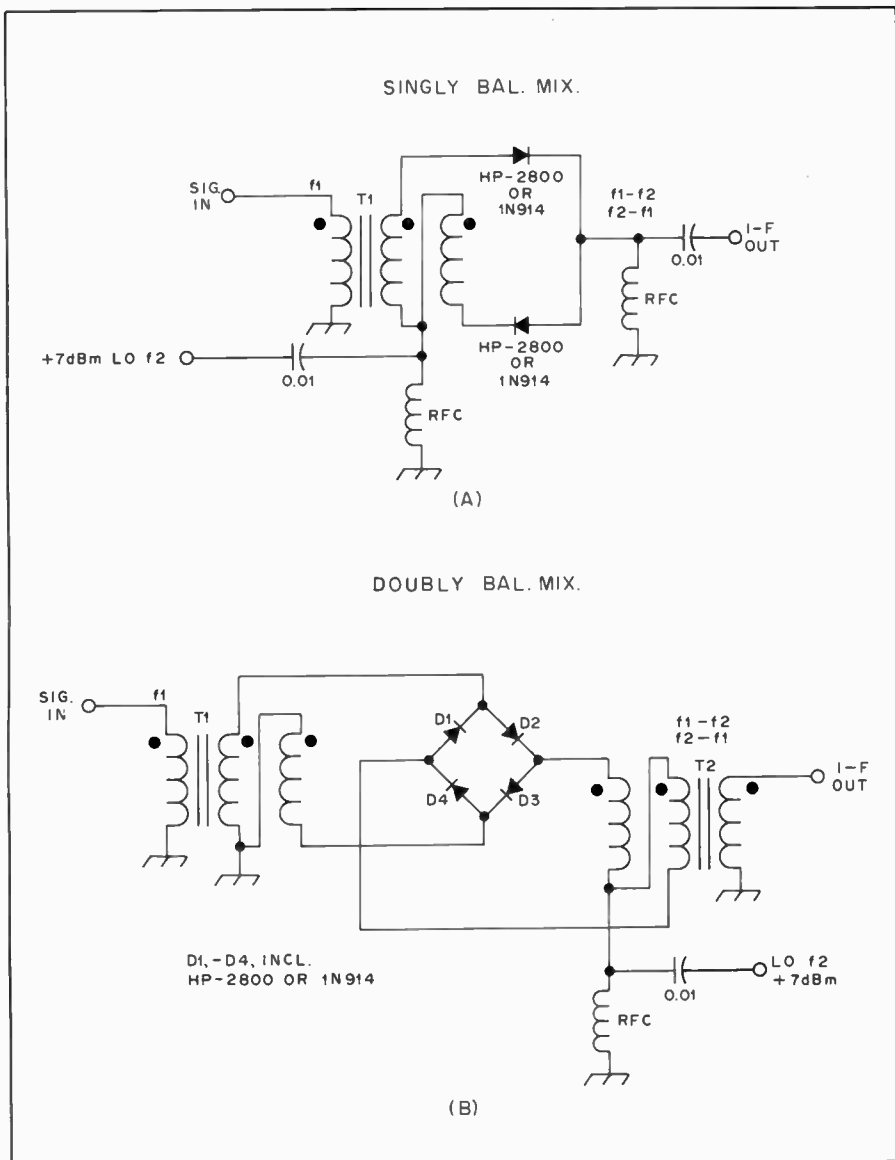 SINGLY BAL. MIX.
SIG.
IN
f1
T1
HP-2800
OR
1N914
f1-f2
f2-f1
I-F
OUT
0.01
RFC
HP-2800
OR
1N914
+7dBm LO f2
0.01
RFC
(A)
DOUBLY BAL. MIX.
SIG.
IN
f1
T1
D1
D2
D4
D3
f1-f2
f2-f1
T2
I-F
OUT
D1,-D4, INCL.
HP-2800 OR 1N914
LO f2
+7dBm
0.01
RFC
(B)